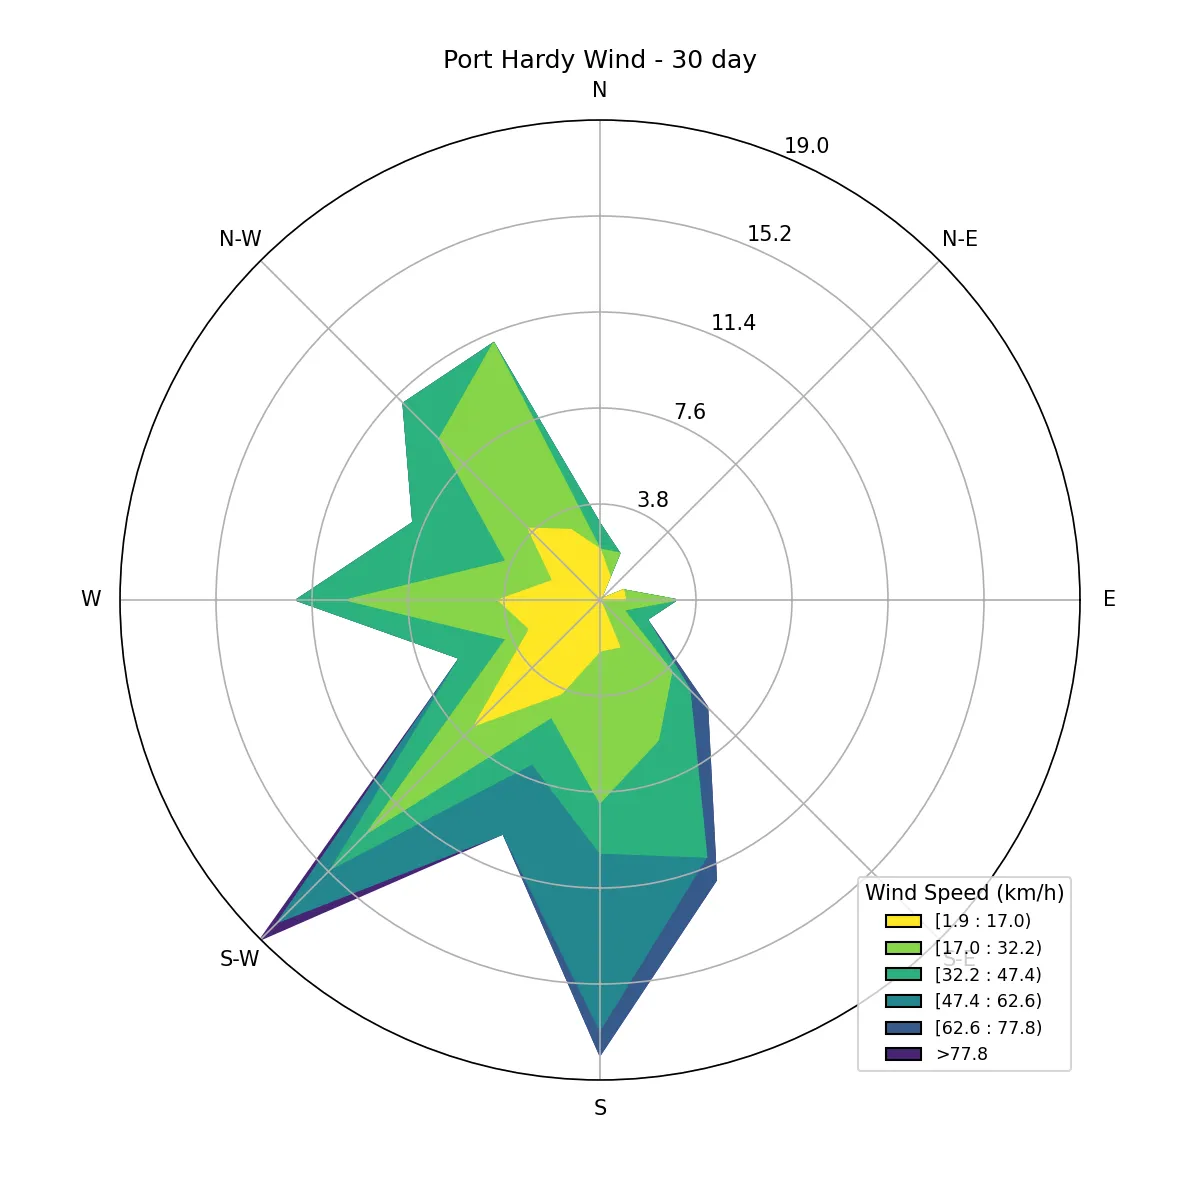 Port Hardy Wind - 30 day
N
19.0
15.2
N-W
N-E
11.4
7.6
3.8
W
E
Wind Speed (km/h)
[1.9 : 17.0)
[17.0 : 32.2)
S-W
S-E
[32.2 : 47.4)
[47.4 : 62.6)
[62.6 : 77.8)
>77.8
S